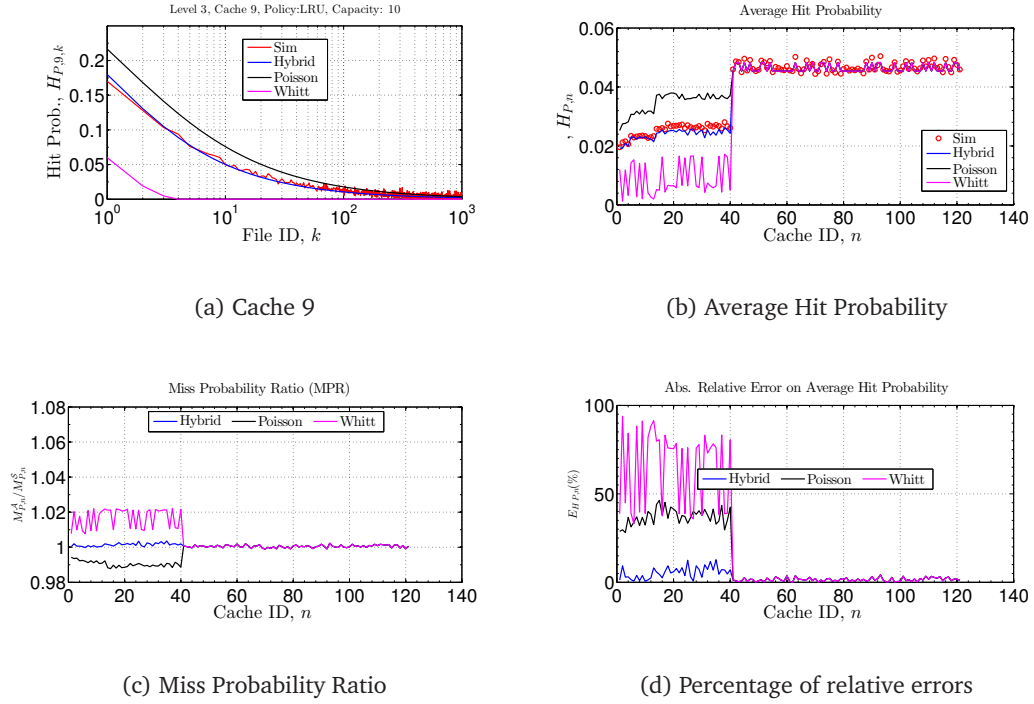 Level 3, Cache 9, Policy:LRU, Capacity: 10
Hit Prob., H_{P,9,k}
0.2
0.15
0.1
0.05
0
Sim
Hybrid
Poisson
Whitt
10^0
10^1
10^2
10^3
File ID, k
(a) Cache 9
Average Hit Probability
, H_{P,n}
0.06
0.04
0.02
0
Sim
Hybrid
Poisson
Whitt
0
20
40
60
80
100
120
140
Cache ID, n
(b) Average Hit Probability
Miss Probability Ratio (MPR)
M^A_{P,n}/M^S_{P,n}
1.08
1.06
1.04
1.02
1
0.98
Hybrid
Poisson
Whitt
0
20
40
60
80
100
120
140
Cache ID, n
(c) Miss Probability Ratio
Abs. Relative Error on Average Hit Probability
E_{HP,n}(%)
100
50
0
Hybrid
Poisson
Whitt
0
20
40
60
80
100
120
140
Cache ID, n
(d) Percentage of relative errors